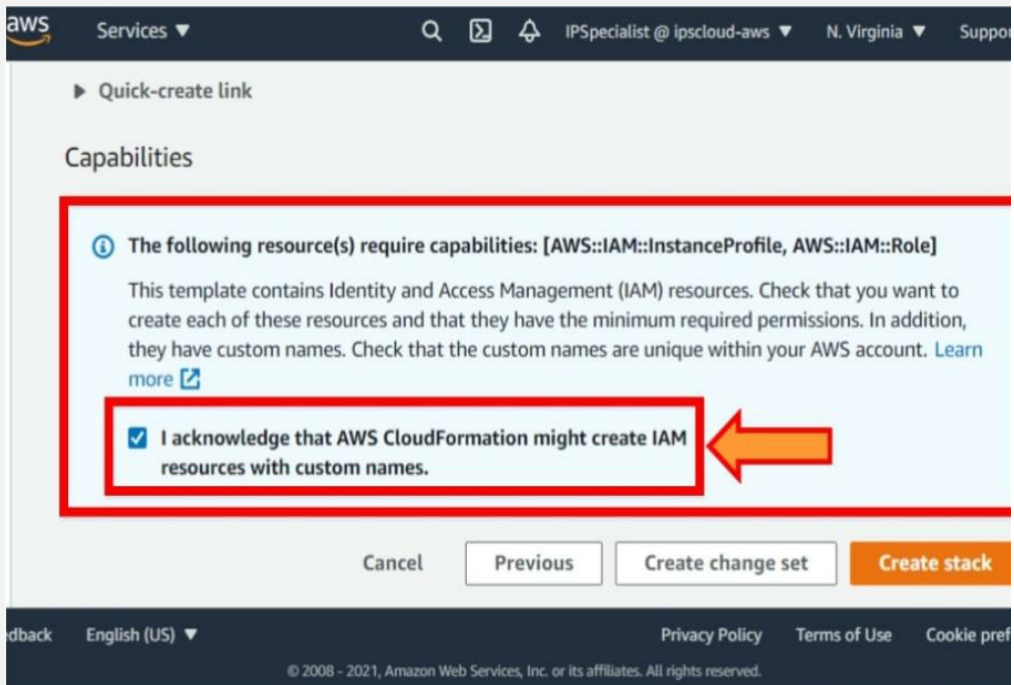 aws Services ▼ IPSpecialist @ ipscloud-aws ▼ N. Virginia ▼ Suppor
▶ Quick-create link
Capabilities
The following resource(s) require capabilities: [AWS::IAM::InstanceProfile, AWS::IAM::Role]
This template contains Identity and Access Management (IAM) resources. Check that you want to
create each of these resources and that they have the minimum required permissions. In addition,
they have custom names. Check that the custom names are unique within your AWS account. Learn
more
I acknowledge that AWS CloudFormation might create IAM
resources with custom names.
Cancel Previous Create change set Create stack
edback English (US) ▼ Privacy Policy Terms of Use Cookie pref
© 2008 - 2021, Amazon Web Services, Inc. or its affiliates. All rights reserved.